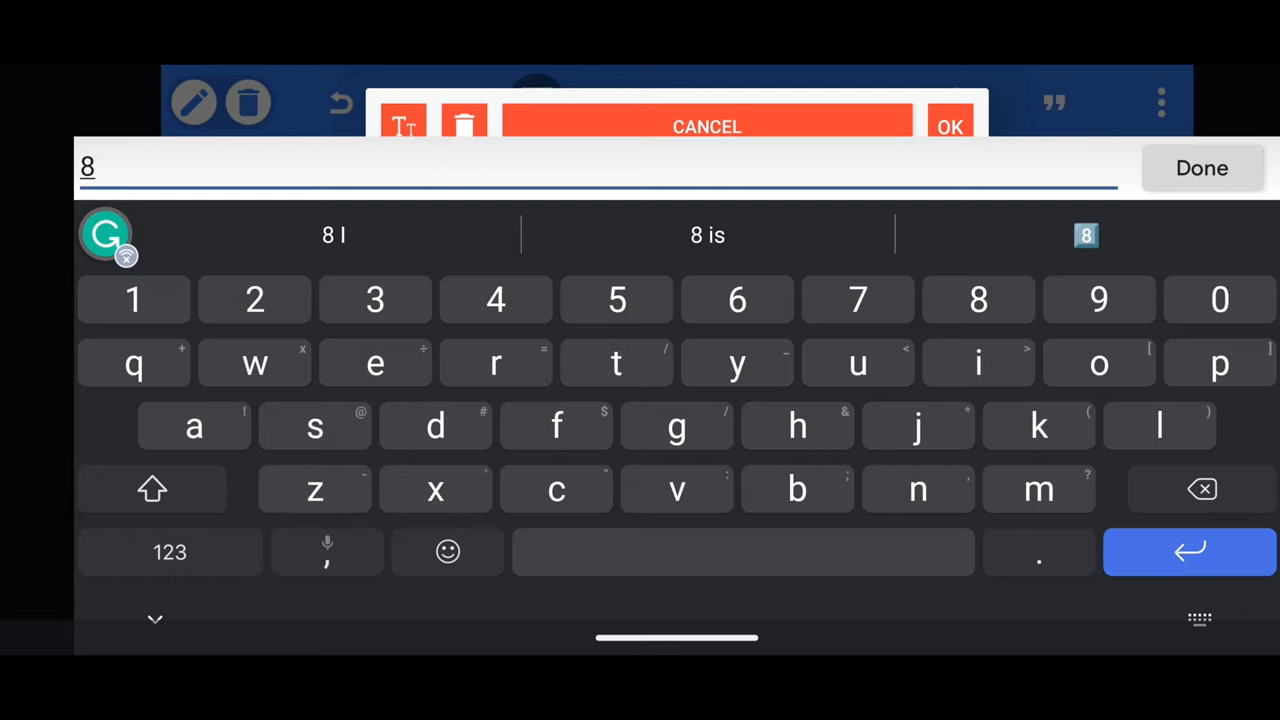 Tт CANCEL OK
8 Done
8 I 8 is 8
1 2 3 4 5 6 7 8 9 0
q + w x e ÷ r = t / y _ u < i > o [ p ]
a ! s @ d # f $ g / h & j * k ( l )
z - x ' c " v : b ; n , m ?
123 , .